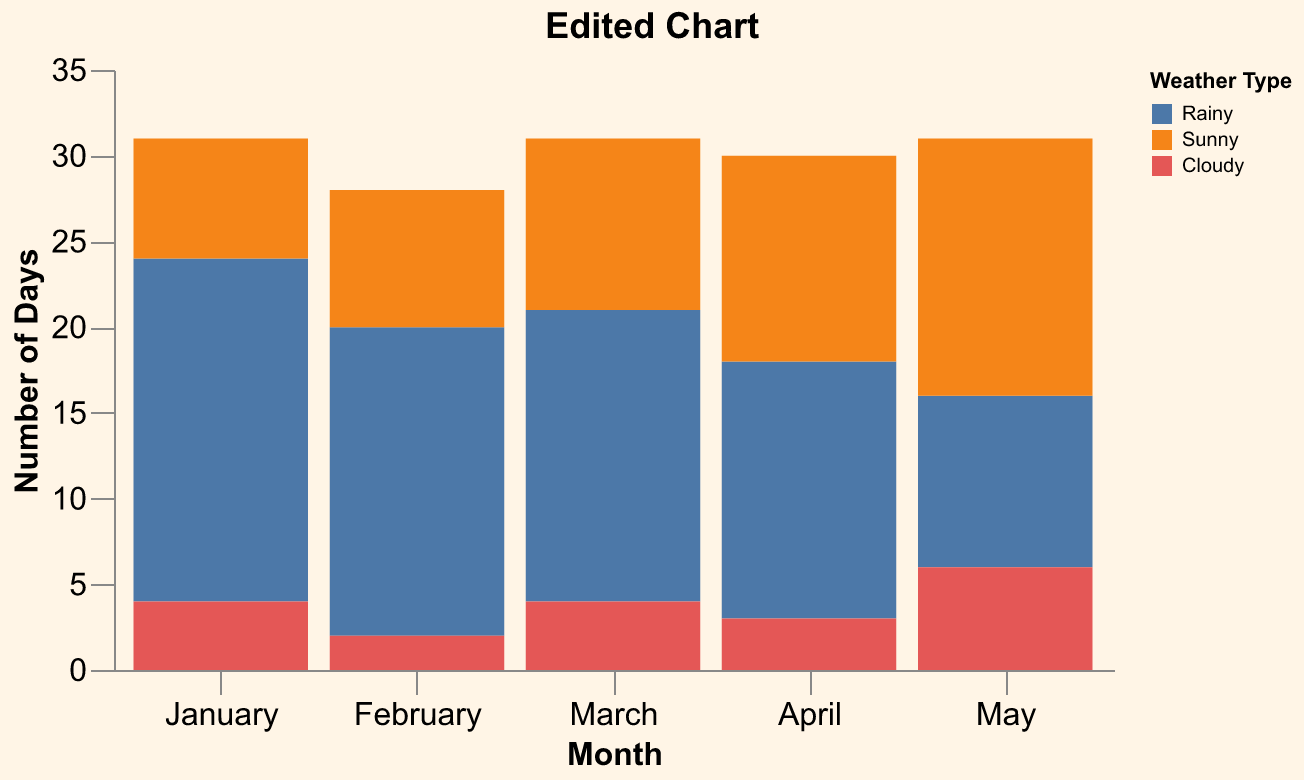 Edited Chart
35
30
25
20
15
10
5
0
Number of Days
January February March April May
Month
Weather Type
Rainy
Sunny
Cloudy